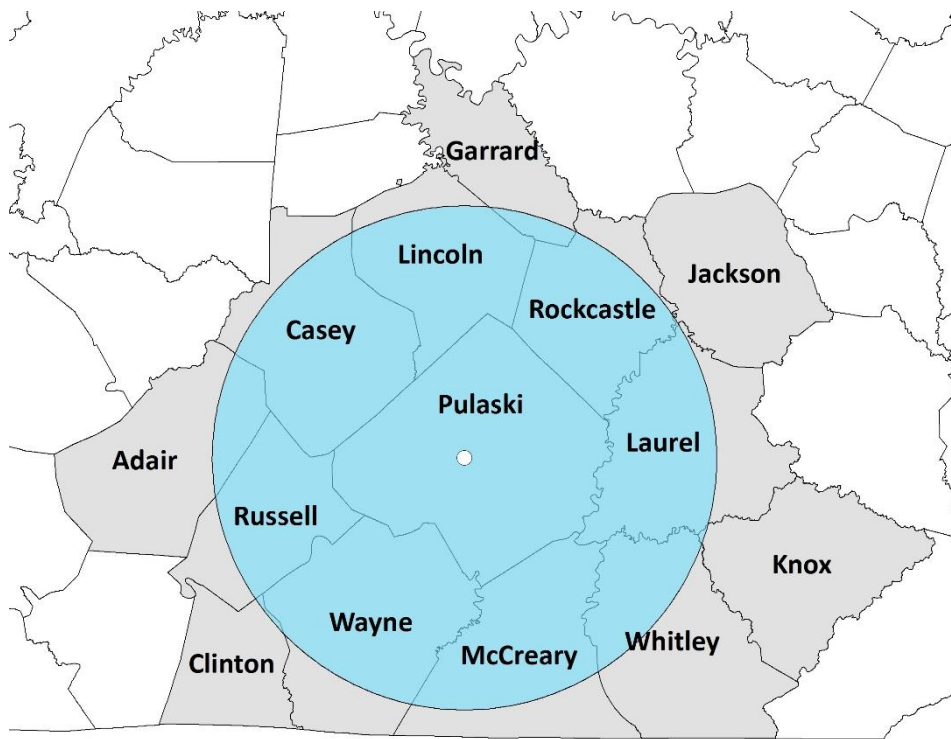 Garrard
Lincoln
Jackson
Rockcastle
Casey
Pulaski
Laurel
Adair
Russell
Knox
Wayne
Whitley
McCreary
Clinton